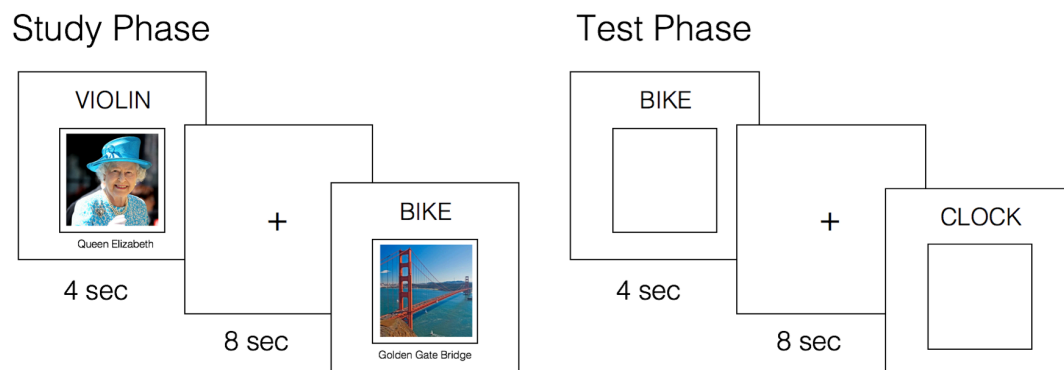 Study Phase
VIOLIN
Queen Elizabeth
4 sec
+
8 sec
BIKE
Golden Gate Bridge
Test Phase
BIKE
4 sec
+
8 sec
CLOCK